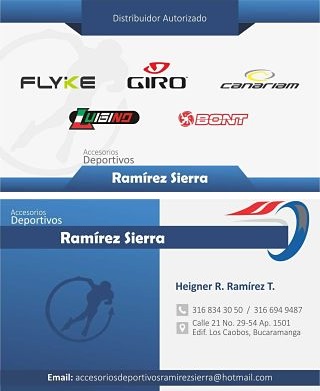 Distribuidor Autorizado
FLYKE GIRO canariam
LUISINO BONT
Accesorios
Deportivos
Ramírez Sierra
Accesorios
Deportivos
Ramírez Sierra
Heigner R. Ramírez T.
316 834 30 50 / 316 694 9487
Calle 21 No. 29-54 Ap. 1501
Edif. Los Caobos, Bucaramanga
Email: accesoriosdeportivosramirezsierra@hotmail.com